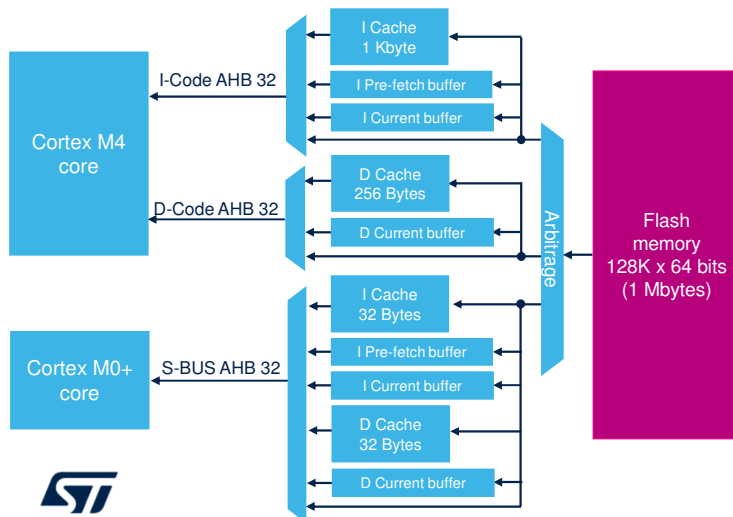 I Cache
1 Kbyte
I-Code AHB 32
I Pre-fetch buffer
I Current buffer
Cortex M4
core
D Cache
256 Bytes
D-Code AHB 32
D Current buffer
Arbitrage
Flash
memory
128K x 64 bits
(1 Mbytes)
I Cache
32 Bytes
I Pre-fetch buffer
Cortex M0+
core
S-BUS AHB 32
I Current buffer
D Cache
32 Bytes
D Current buffer
ST